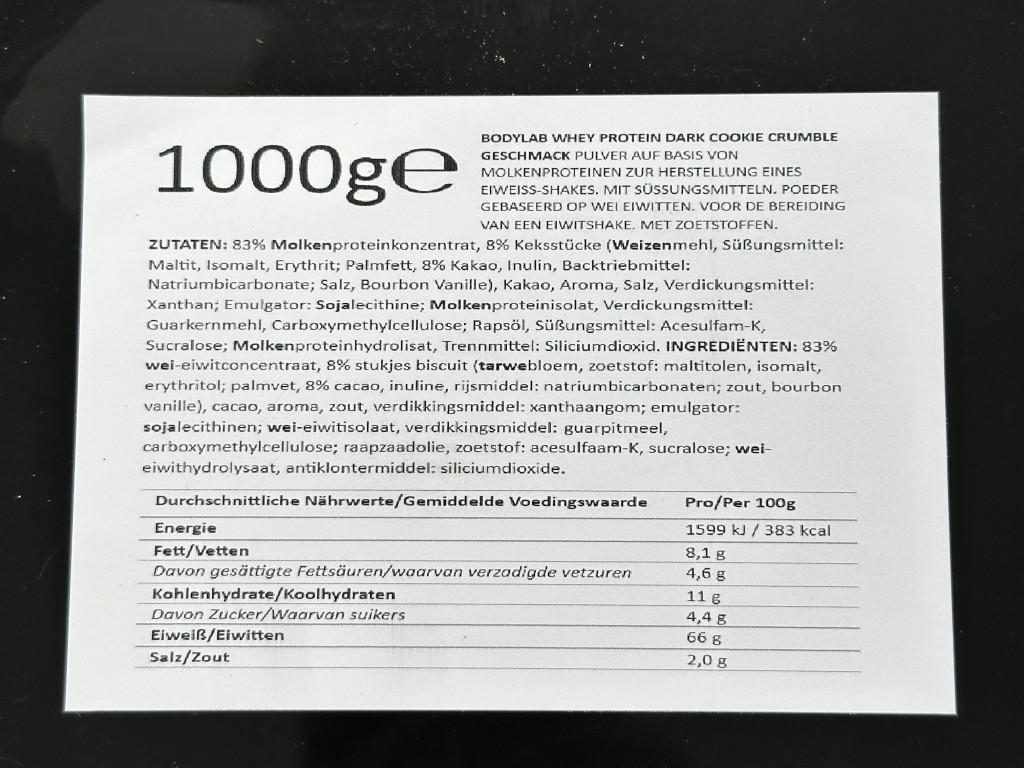 1000g℮
BODYLAB WHEY PROTEIN DARK COOKIE CRUMBLE
GESCHMACK PULVER AUF BASIS VON
MOLKENPROTEINEN ZUR HERSTELLUNG EINES
EIWEISS-SHAKES. MIT SÜSSUNGSMITTELN. POEDER
GEBASEERD OP WEI EIWITTEN. VOOR DE BEREIDING
VAN EEN EIWITSHAKE. MET ZOETSTOFFEN.
ZUTATEN: 83% Molkenproteinkonzentrat, 8% Keksstücke (Weizenmehl, Süßungsmittel:
Maltit, Isomalt, Erythrit; Palmfett, 8% Kakao, Inulin, Backtriebmittel:
Natriumbicarbonate; Salz, Bourbon Vanille), Kakao, Aroma, Salz, Verdickungsmittel:
Xanthan; Emulgator: Sojalecithine; Molkenproteinisolat, Verdickungsmittel:
Guarkernmehl, Carboxymethylcellulose; Rapsöl, Süßungsmittel: Acesulfam-K,
Sucralose; Molkenproteinhydrolisat, Trennmittel: Siliciumdioxid. INGREDIËNTEN: 83%
wei-eiwitconcentraat, 8% stukjes biscuit (tarwebloem, zoetstof: maltitolen, isomalt,
erythritol; palmvet, 8% cacao, inuline, rijsmiddel: natriumbicarbonaten; zout, bourbon
vanille), cacao, aroma, zout, verdikkingsmiddel: xanthaangom; emulgator:
sojalecithinen; wei-eiwitisolaat, verdikkingsmiddel: guarpitmeel,
carboxymethylcellulose; raapzaadolie, zoetstof: acesulfaam-K, sucralose; wei-
eiwithydrolysaat, antiklontermiddel: siliciumdioxide.
Durchschnittliche Nährwerte/Gemiddelde Voedingswaarde Pro/Per 100g
Energie 1599 kJ / 383 kcal
Fett/Vetten 8,1 g
Davon gesättigte Fettsäuren/waarvan verzadigde vetzuren 4,6 g
Kohlenhydrate/Koolhydraten 11 g
Davon Zucker/Waarvan suikers 4,4 g
Eiweiß/Eiwitten 66 g
Salz/Zout 2,0 g